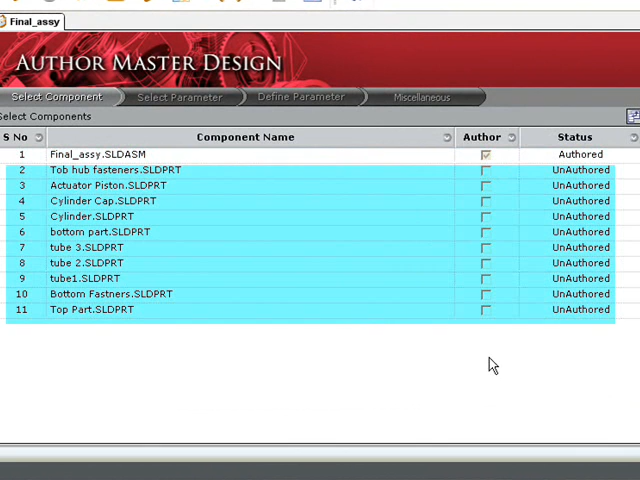 Final_assy
AUTHOR MASTER DESIGN
Select Component Select Parameter Define Parameter Miscellaneous
Select Components
S No Component Name Author Status
1 Final_assy.SLDASM Authored
2 Tob hub fasteners.SLDPRT UnAuthored
3 Actuator Piston.SLDPRT UnAuthored
4 Cylinder Cap.SLDPRT UnAuthored
5 Cylinder.SLDPRT UnAuthored
6 bottom part.SLDPRT UnAuthored
7 tube 3.SLDPRT UnAuthored
8 tube 2.SLDPRT UnAuthored
9 tube1.SLDPRT UnAuthored
10 Bottom Fastners.SLDPRT UnAuthored
11 Top Part.SLDPRT UnAuthored